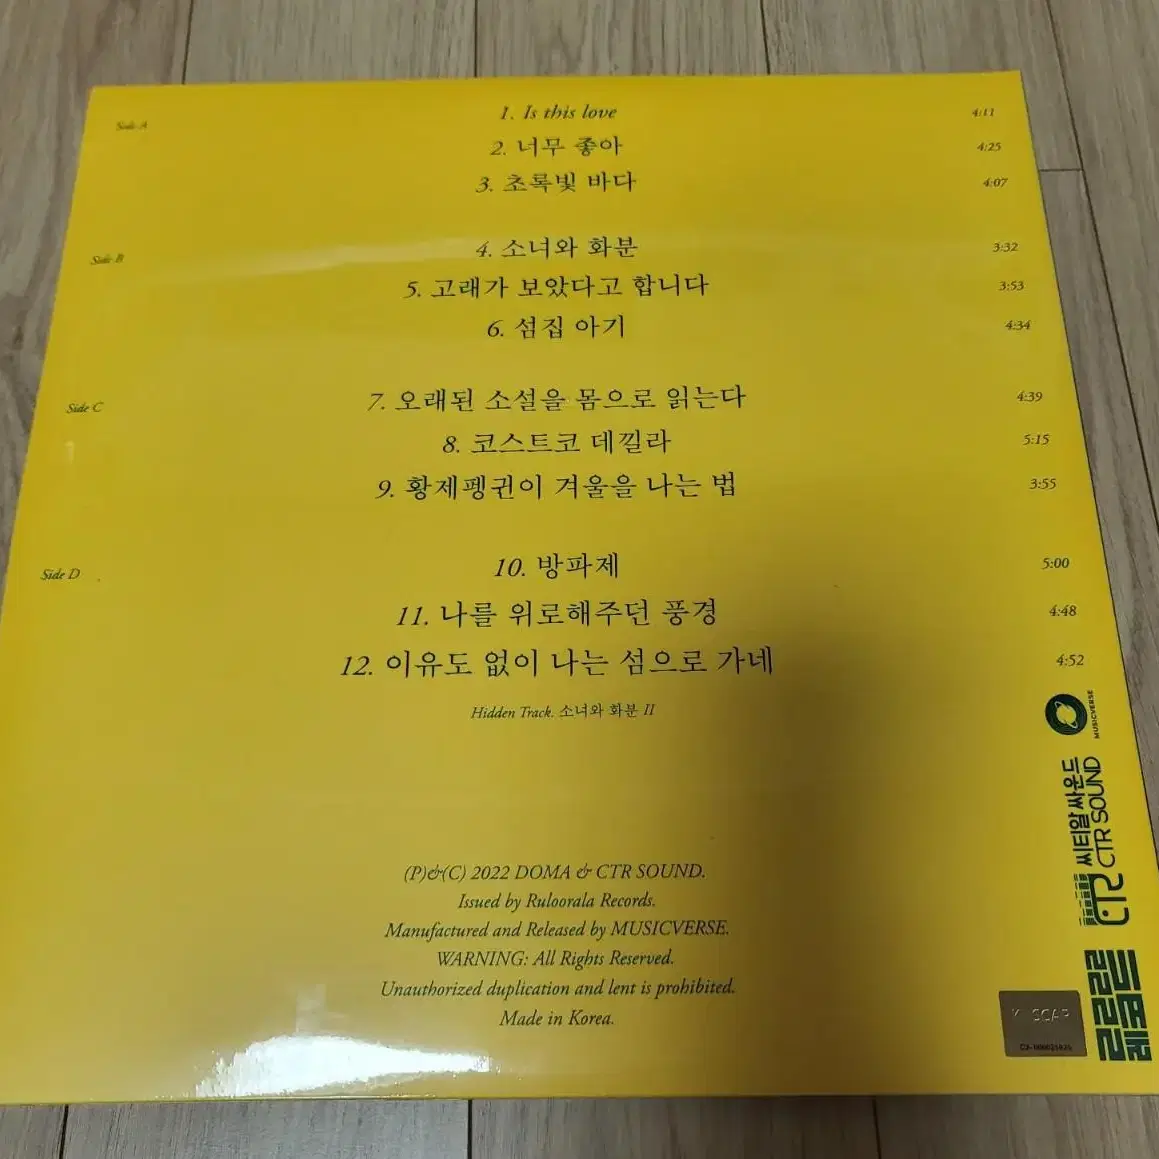 Side A
1. Is this love 4:11
2. 너무 좋아 4:25
3. 초록빛 바다 4:07
Side B
4. 소녀와 화분 3:32
5. 고래가 보았다고 합니다 3:53
6. 섬집 아기 4:34
Side C
7. 오래된 소설을 몸으로 읽는다 4:39
8. 코스트코 데낄라 5:15
9. 황제펭귄이 겨울을 나는 법 3:55
Side D
10. 방파제 5:00
11. 나를 위로해주던 풍경 4:48
12. 이유도 없이 나는 섬으로 가네 4:52
Hidden Track. 소녀와 화분 II
MUSICVERSE
씨티알싸운드
CTR SOUND
CTR
(P)&(C) 2022 DOMA & CTR SOUND.
Issued by Ruloorala Records.
Manufactured and Released by MUSICVERSE.
WARNING: All Rights Reserved.
Unauthorized duplication and lent is prohibited.
Made in Korea.